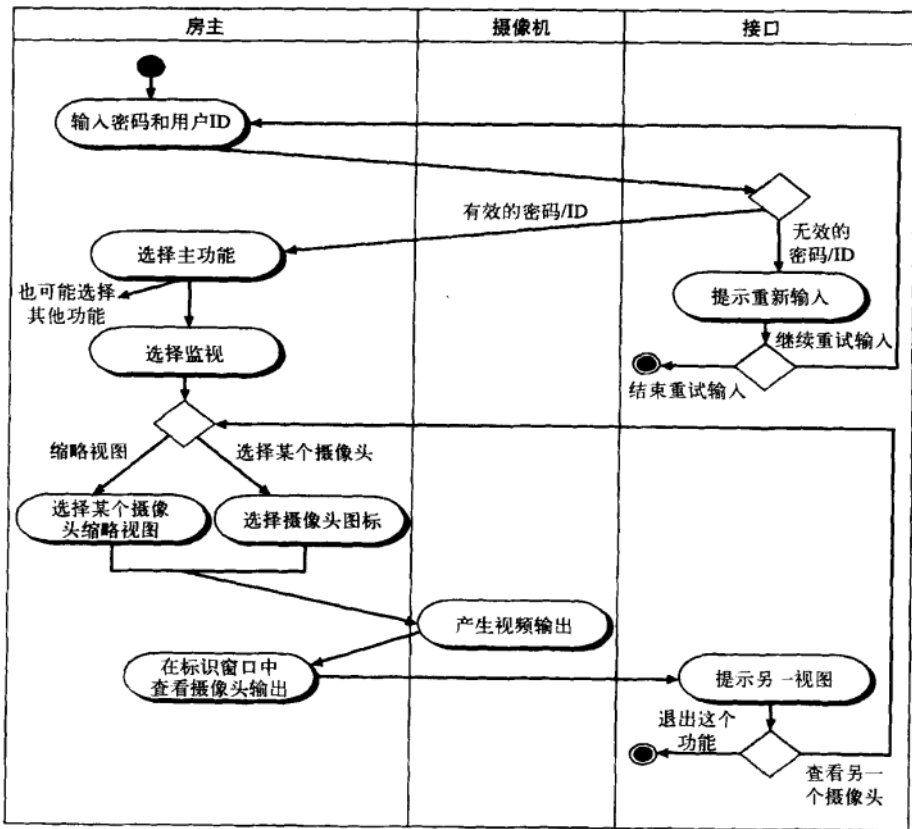 房主
摄像机
接口
输入密码和用户ID
有效的密码/ID
无效的
密码/ID
选择主功能
也可能选择
其他功能
提示重新输入
选择监视
继续重试输入
结束重试输入
缩略视图
选择某个摄像头
选择某个摄像
头缩略视图
选择摄像头图标
产生视频输出
在标识窗口中
查看摄像头输出
提示另一视图
退出这个
功能
查看另一
个摄像头